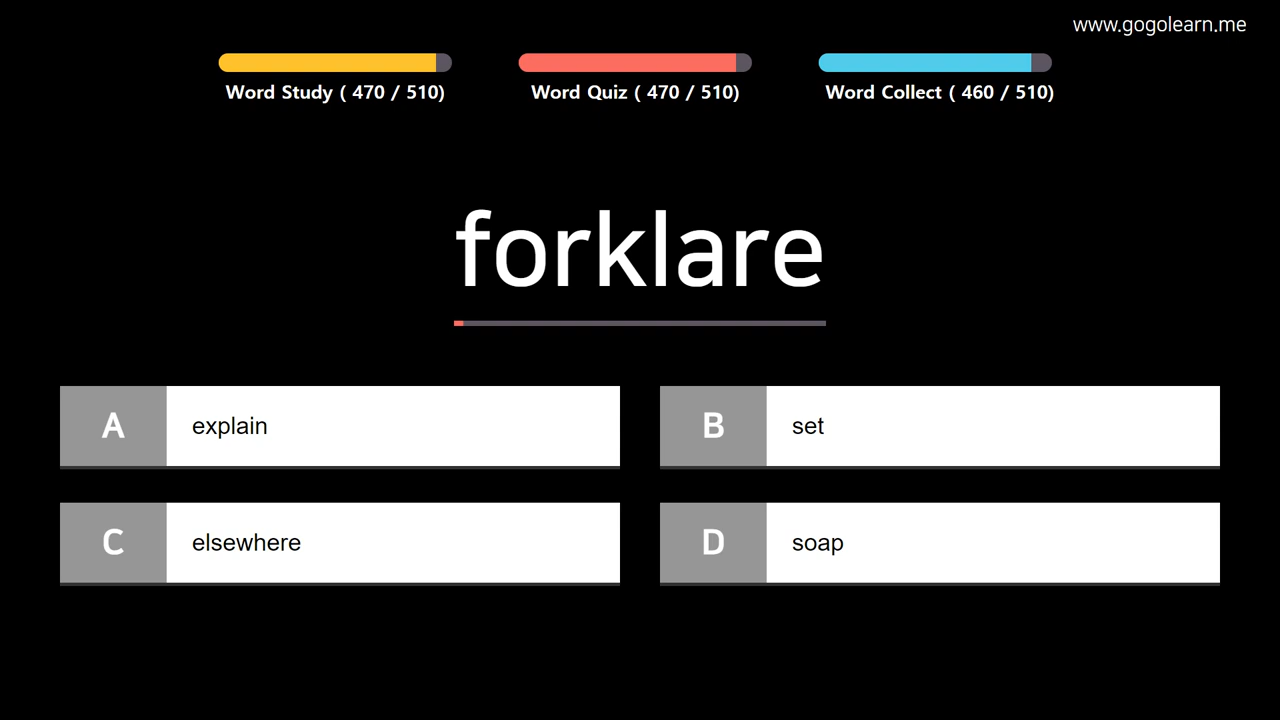 www.gogolearn.me
Word Study ( 470 / 510)
Word Quiz ( 470 / 510)
Word Collect ( 460 / 510)
forklare
A explain
B set
C elsewhere
D soap